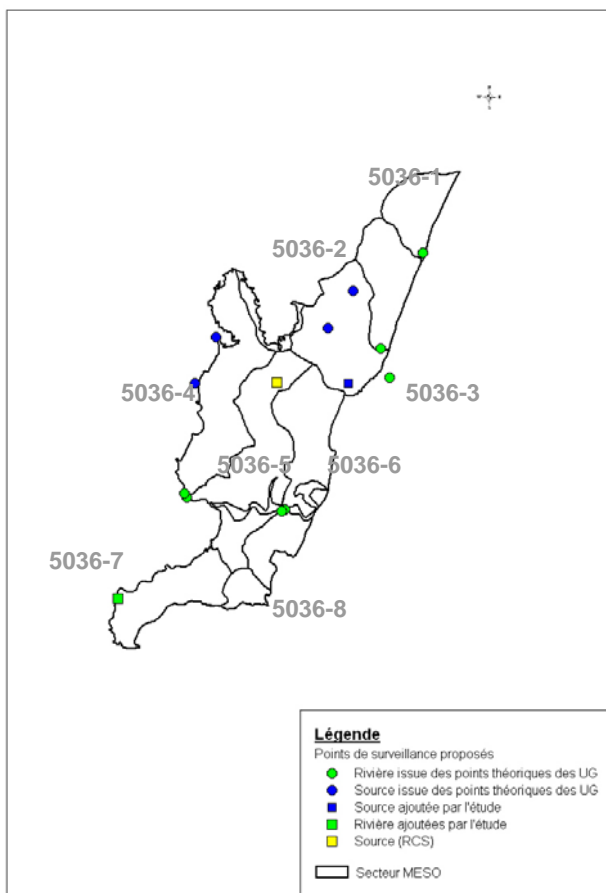 5036-1
5036-2
5036-3
5036-4
5036-5
5036-6
5036-7
5036-8
Légende
Points de surveillance proposés
Rivière issue des points théoriques des UG
Source issue des points théoriques des UG
Source ajoutée par l'étude
Rivière ajoutées par l'étude
Source (RCS)
Secteur MESO